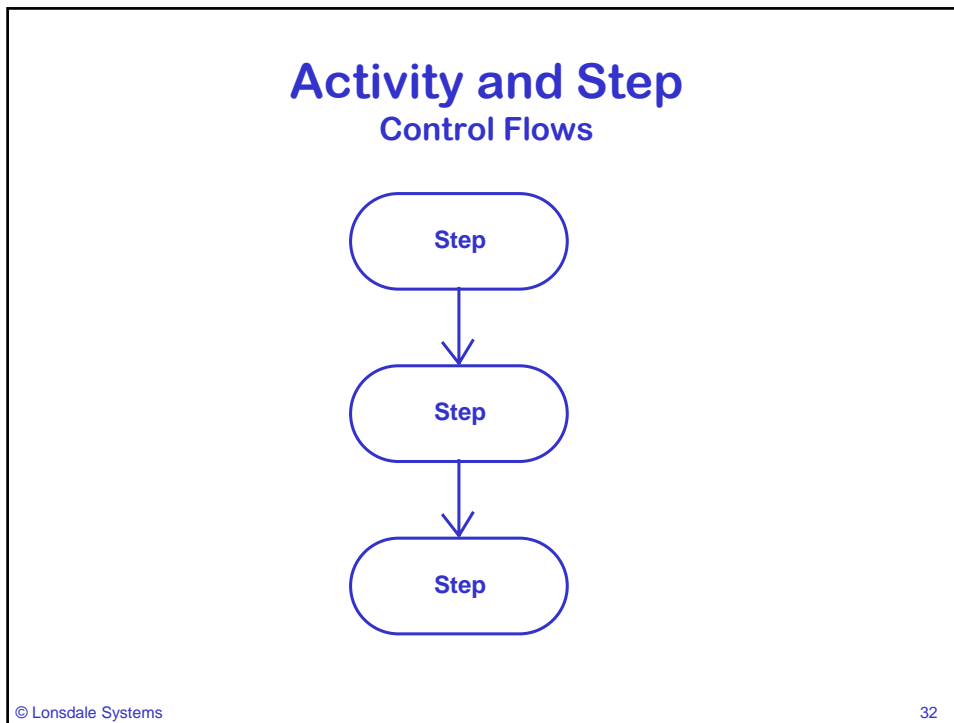 Activity and Step
Control Flows
Step
Step
Step
© Lonsdale Systems
32